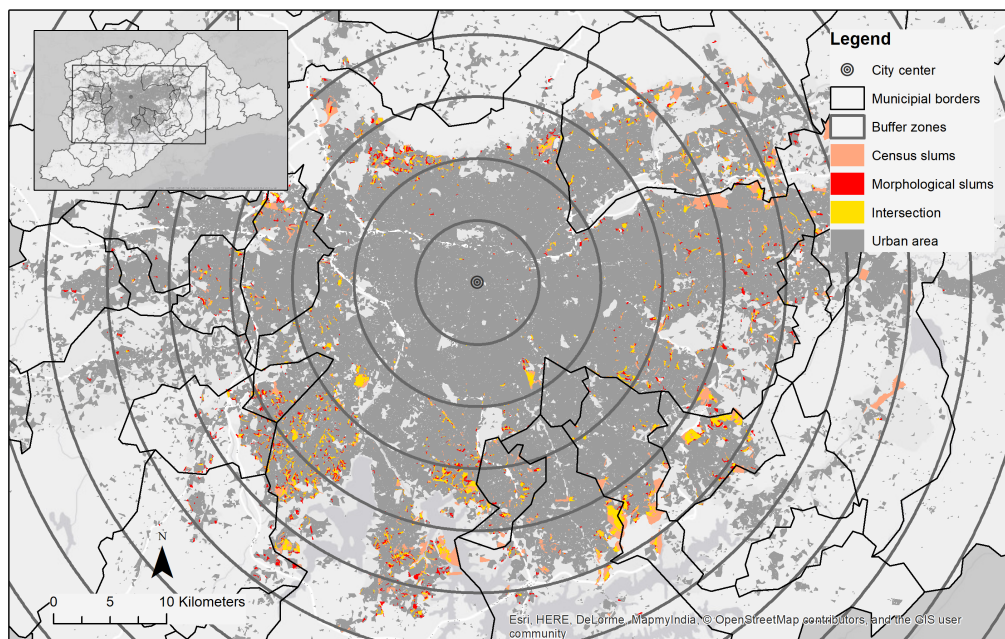 Legend
City center
Municipial borders
Buffer zones
Census slums
Morphological slums
Intersection
Urban area
N
0 5 10 Kilometers
Esri, HERE, DeLorme, MapmyIndia, © OpenStreetMap contributors, and the GIS user
community